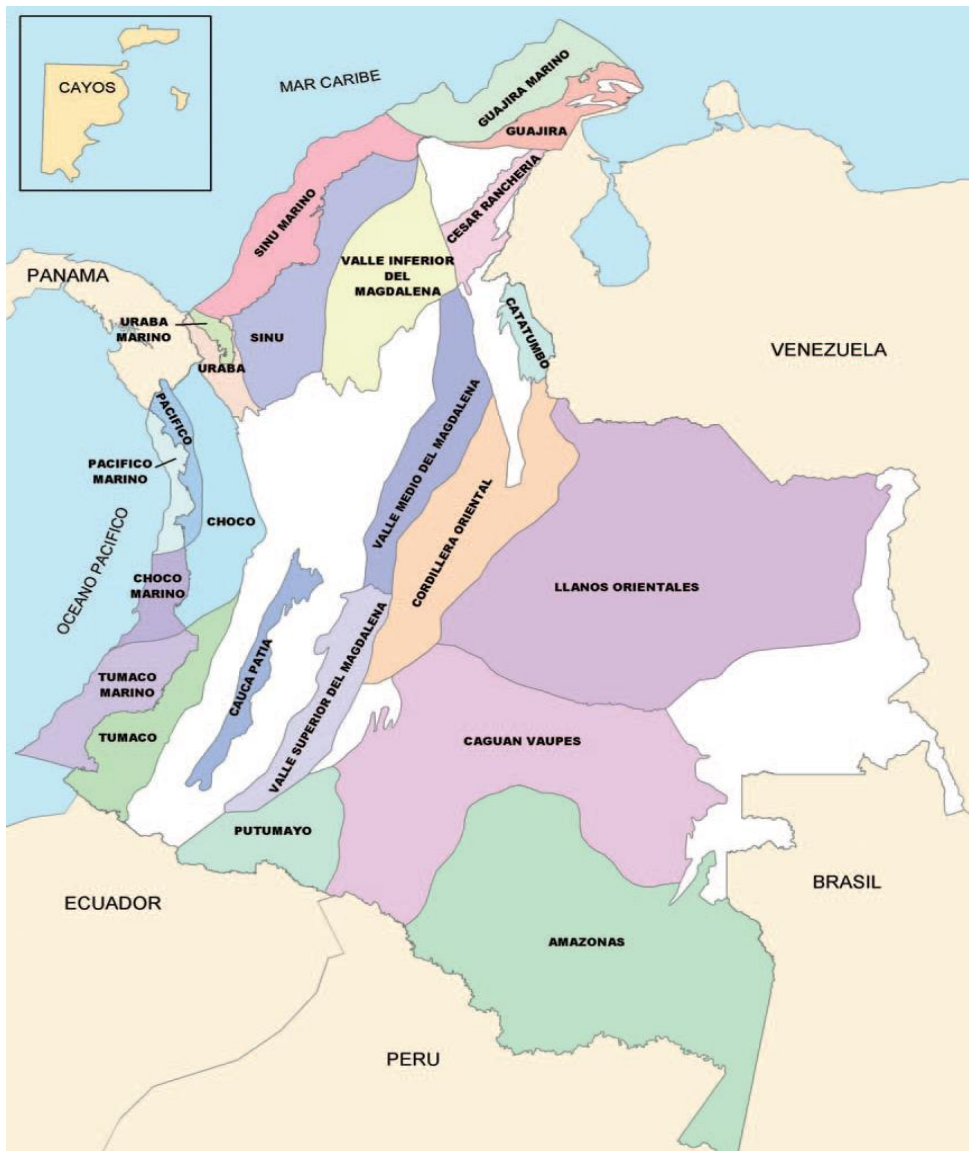 CAYOS
MAR CARIBE
GUAJIRA MARINO
GUAJIRA
SINU MARINO
CESAR RANCHERIA
VALLE INFERIOR
DEL
MAGDALENA
PANAMA
URABA
MARINO
SINU
CATATUMBO
VENEZUELA
URABA
PACIFICO
VALLE MEDIO DEL MAGDALENA
PACIFICO
MARINO
CORDILLERA ORIENTAL
CHOCO
OCEANO PACIFICO
CHOCO
MARINO
LLANOS ORIENTALES
CAUCA PATIA
VALLE SUPERIOR DEL MAGDALENA
TUMACO
MARINO
TUMACO
CAGUAN VAUPES
PUTUMAYO
BRASIL
ECUADOR
AMAZONAS
PERU